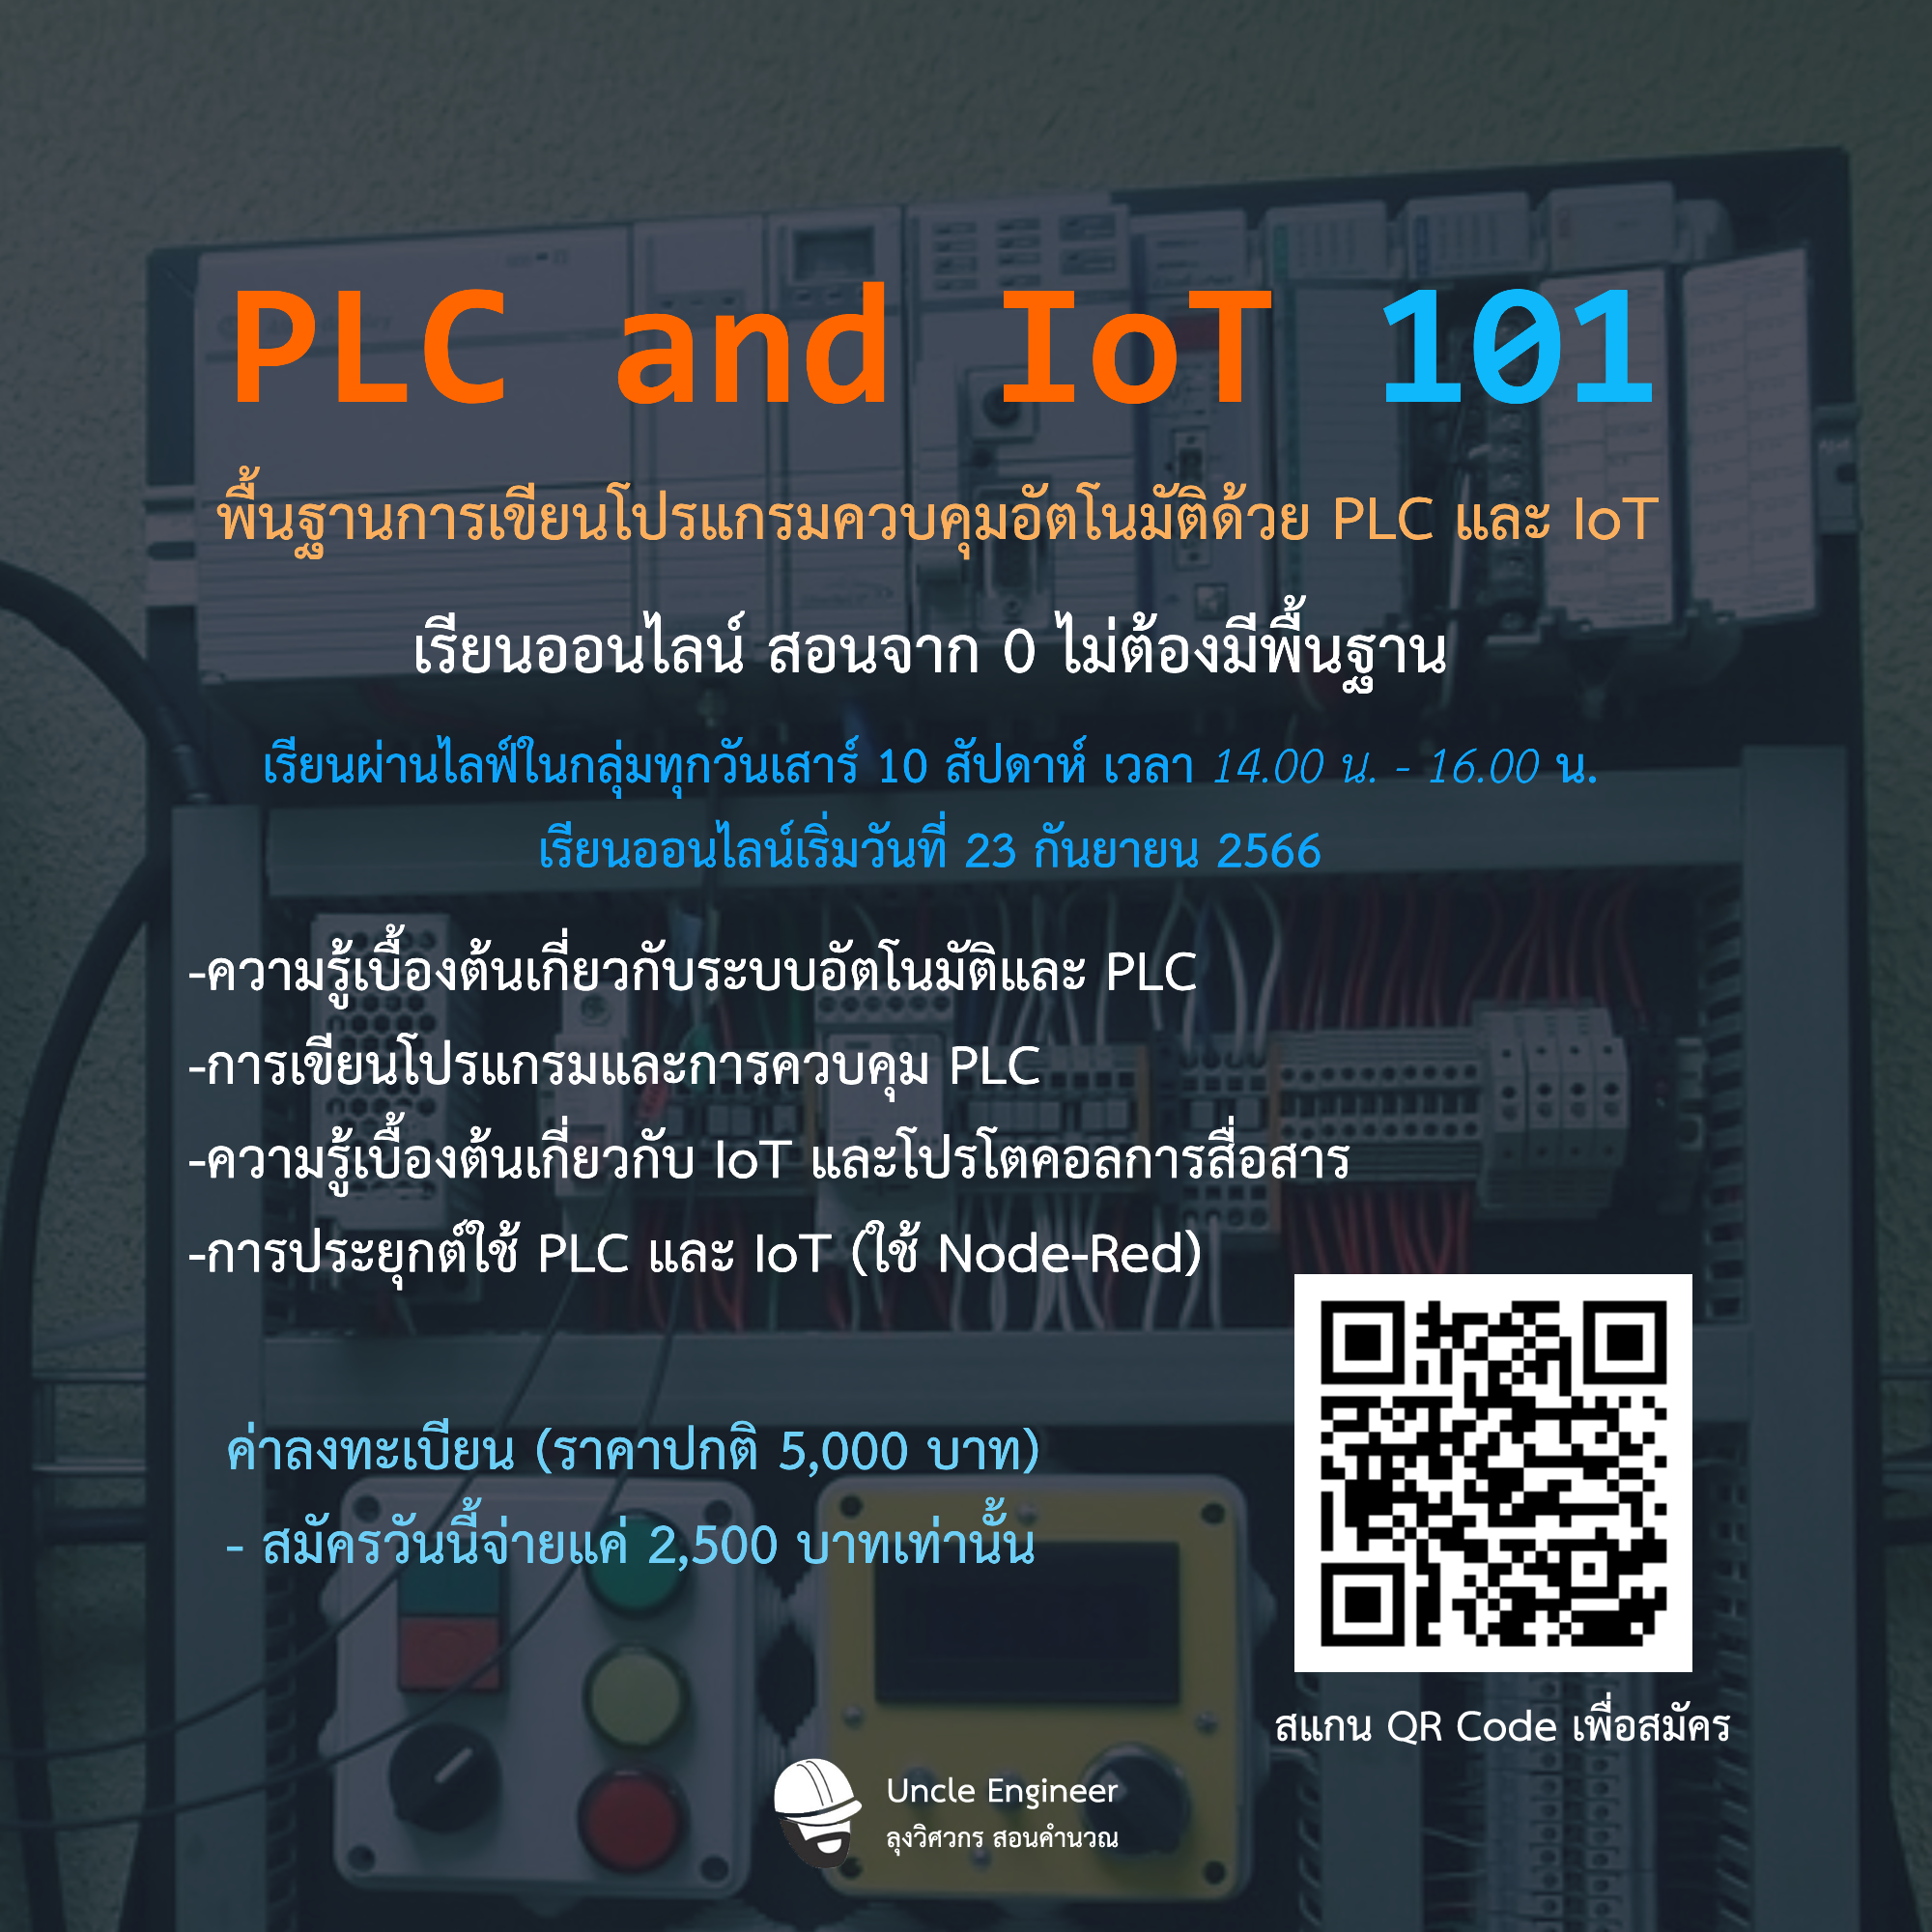 PLC and IoT 101
พื้นฐานการเขียนโปรแกรมควบคุมอัตโนมัติด้วย PLC และ IoT
เรียนออนไลน์ สอนจาก 0 ไม่ต้องมีพื้นฐาน
เรียนผ่านไลฟ์ในกลุ่มทุกวันเสาร์ 10 สัปดาห์ เวลา 14.00 น. - 16.00 น.
เรียนออนไลน์เริ่มวันที่ 23 กันยายน 2566
-ความรู้เบื้องต้นเกี่ยวกับระบบอัตโนมัติและ PLC
-การเขียนโปรแกรมและการควบคุม PLC
-ความรู้เบื้องต้นเกี่ยวกับ IoT และโปรโตคอลการสื่อสาร
-การประยุกต์ใช้ PLC และ IoT (ใช้ Node-Red)
ค่าลงทะเบียน (ราคาปกติ 5,000 บาท)
- สมัครวันนี้จ่ายแค่ 2,500 บาทเท่านั้น
สแกน QR Code เพื่อสมัคร
Uncle Engineer
ลุงวิศวกร สอนคำนวณ